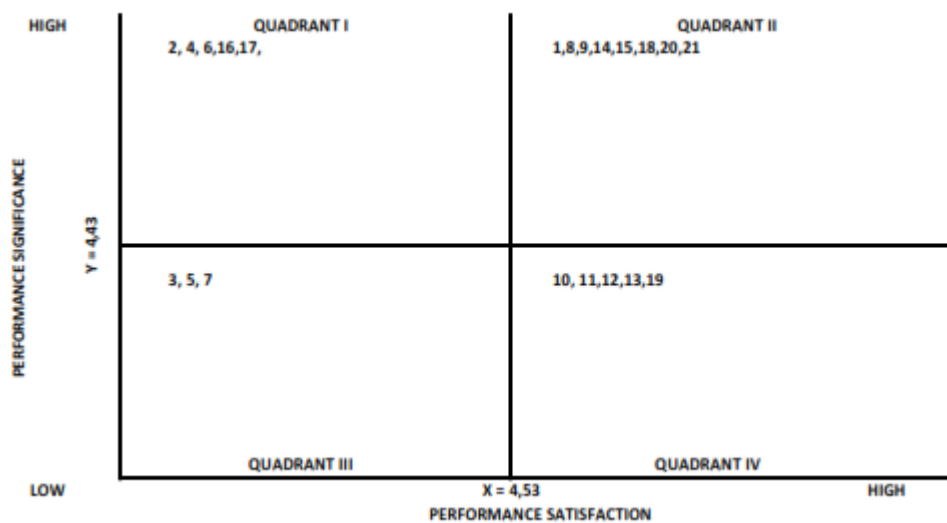 HIGH
QUADRANT I
QUADRANT II
2, 4, 6,16,17,
1,8,9,14,15,18,20,21
PERFORMANCE SIGNIFICANCE
Y = 4,43
3, 5, 7
10, 11,12,13,19
QUADRANT III
QUADRANT IV
LOW
X = 4,53
HIGH
PERFORMANCE SATISFACTION